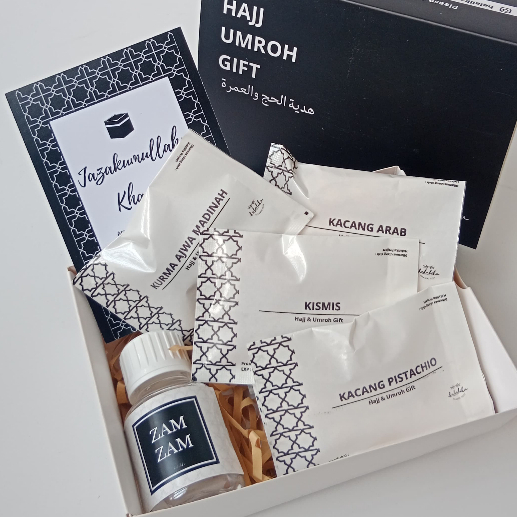 HAJJ
UMROH
GIFT
هدية الحج والعمرة
Jazakumullah
KURMA AJWA MADINAH
Hajj &
KACANG ARAB
KISMIS
Hajj & Umroh Gift
KACANG PISTACHIO
Hajj & Umroh Gift
ZAM
ZAM